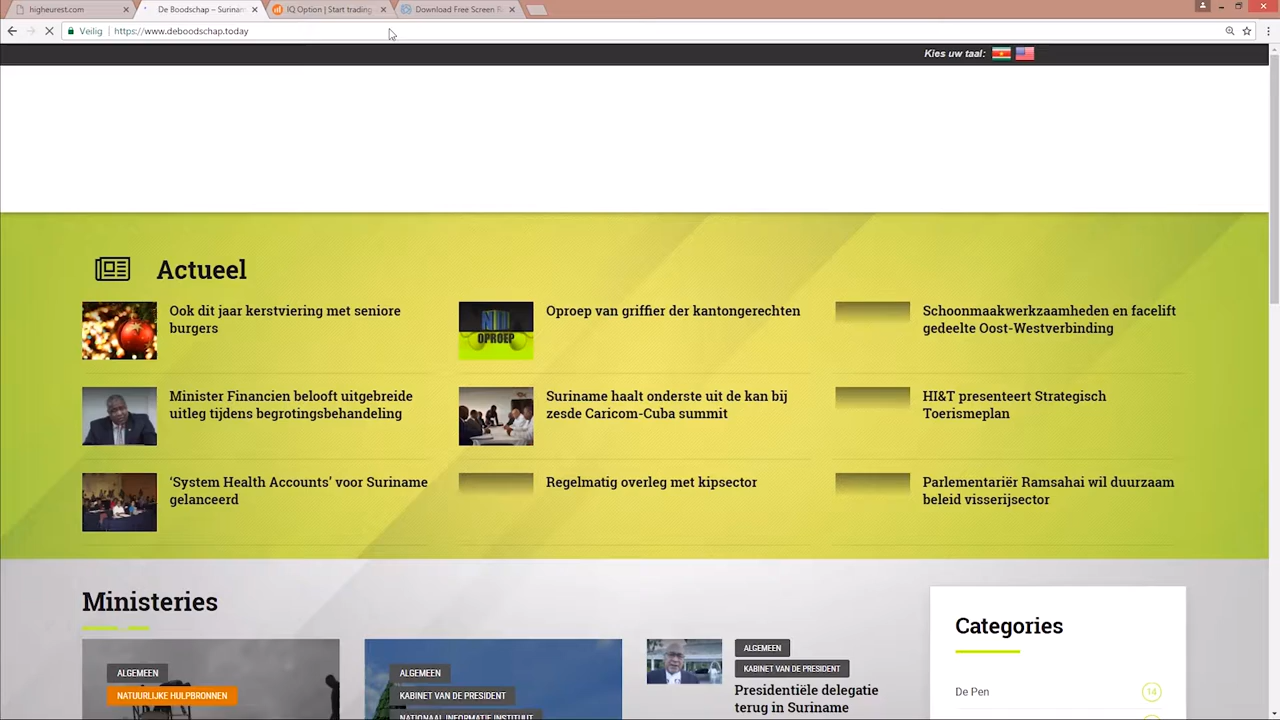 higheurest.com
De Boodschap – Surinam
IQ Option | Start trading
Download Free Screen R
Veilig
https://www.deboodschap.today
Kies uw taal:
Actueel
Ook dit jaar kerstviering met seniore
burgers
Oproep van griffier der kantongerechten
Schoonmaakwerkzaamheden en facelift
gedeelte Oost-Westverbinding
OPROEP
Minister Financien belooft uitgebreide
uitleg tijdens begrotingsbehandeling
Suriname haalt onderste uit de kan bij
zesde Caricom-Cuba summit
HI&T presenteert Strategisch
Toerismeplan
‘System Health Accounts’ voor Suriname
gelanceerd
Regelmatig overleg met kipsector
Parlementariër Ramsahai wil duurzaam
beleid visserijsector
Ministeries
ALGEMEEN
NATUURLIJKE HULPBRONNEN
ALGEMEEN
KABINET VAN DE PRESIDENT
NATIONAAL INFORMATIE INSTITUUT
ALGEMEEN
KABINET VAN DE PRESIDENT
Presidentiële delegatie
terug in Suriname
Categories
De Pen
14